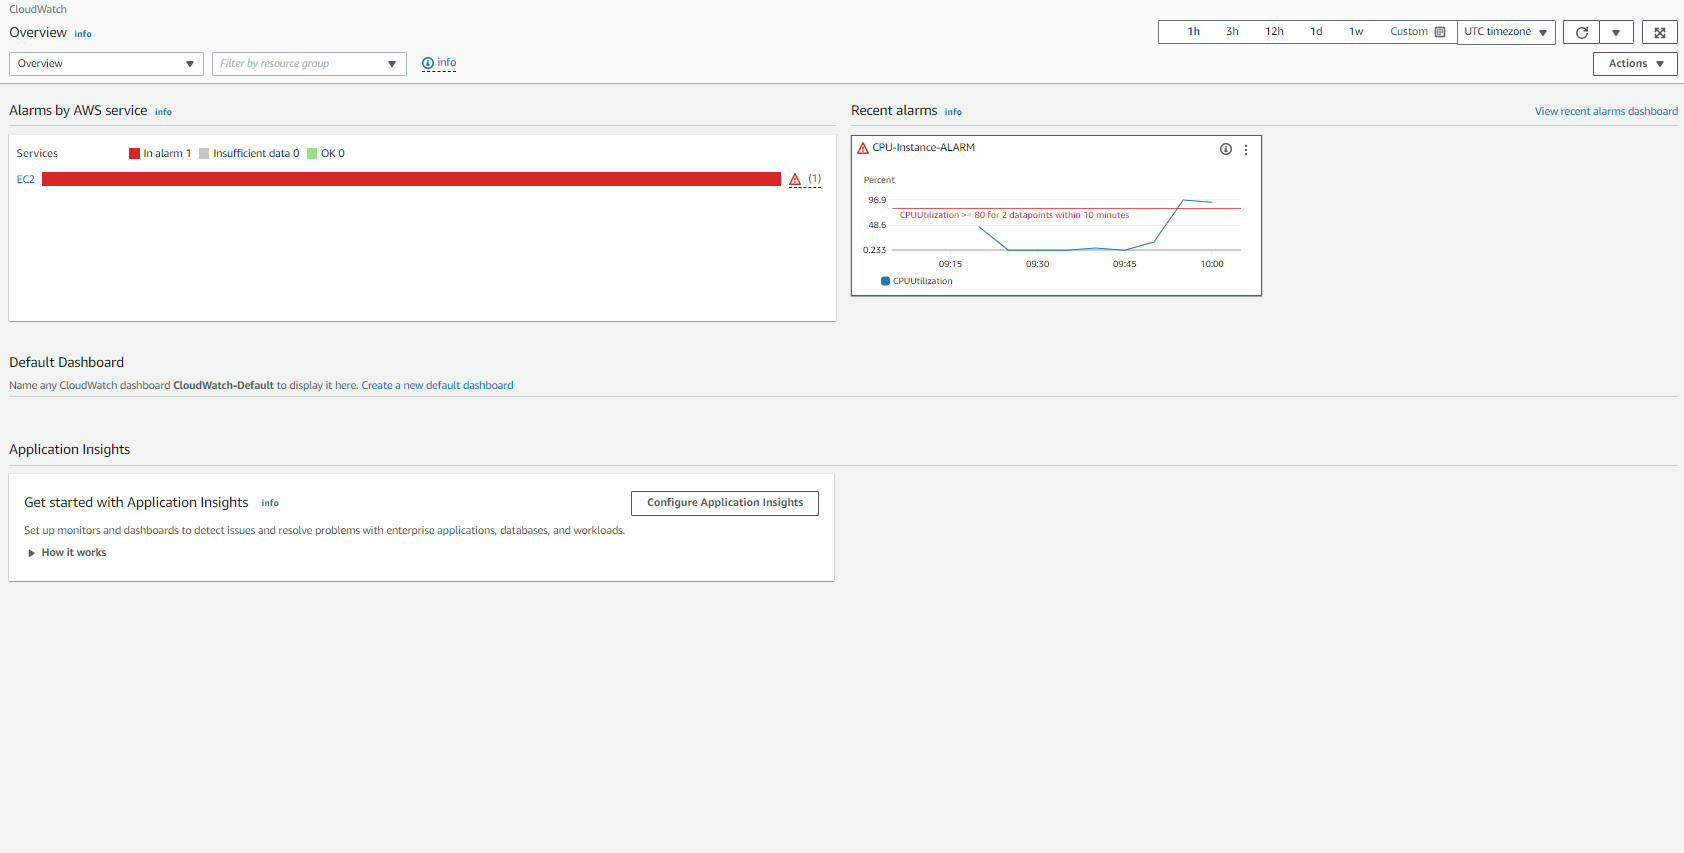 CloudWatch
Overview info
1h 3h 12h 1d 1w Custom UTC timezone
Overview Filter by resource group info
Actions
Alarms by AWS service info
Services In alarm 1 Insufficient data 0 OK 0
EC2 (1)
Recent alarms info View recent alarms dashboard
CPU-Instance-ALARM
Percent
96.9
CPUUtilization >= 80 for 2 datapoints within 10 minutes
48.6
0.233
09:15 09:30 09:45 10:00
CPUUtilization
Default Dashboard
Name any CloudWatch dashboard CloudWatch-Default to display it here. Create a new default dashboard
Application Insights
Get started with Application Insights info Configure Application Insights
Set up monitors and dashboards to detect issues and resolve problems with enterprise applications, databases, and workloads.
How it works